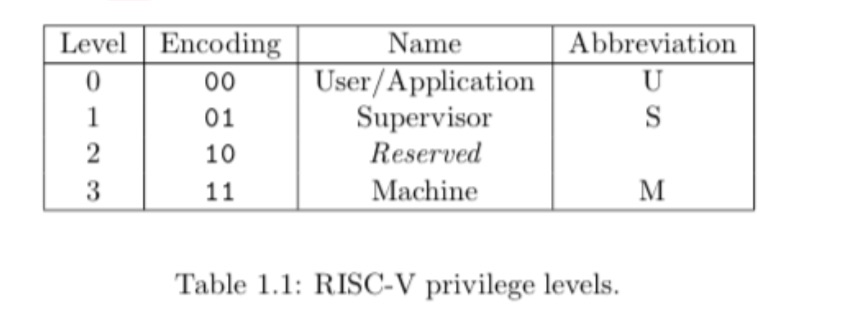 Level Encoding Name Abbreviation
0 00 User/Application U
1 01 Supervisor S
2 10 Reserved
3 11 Machine M
Table 1.1: RISC-V privilege levels.